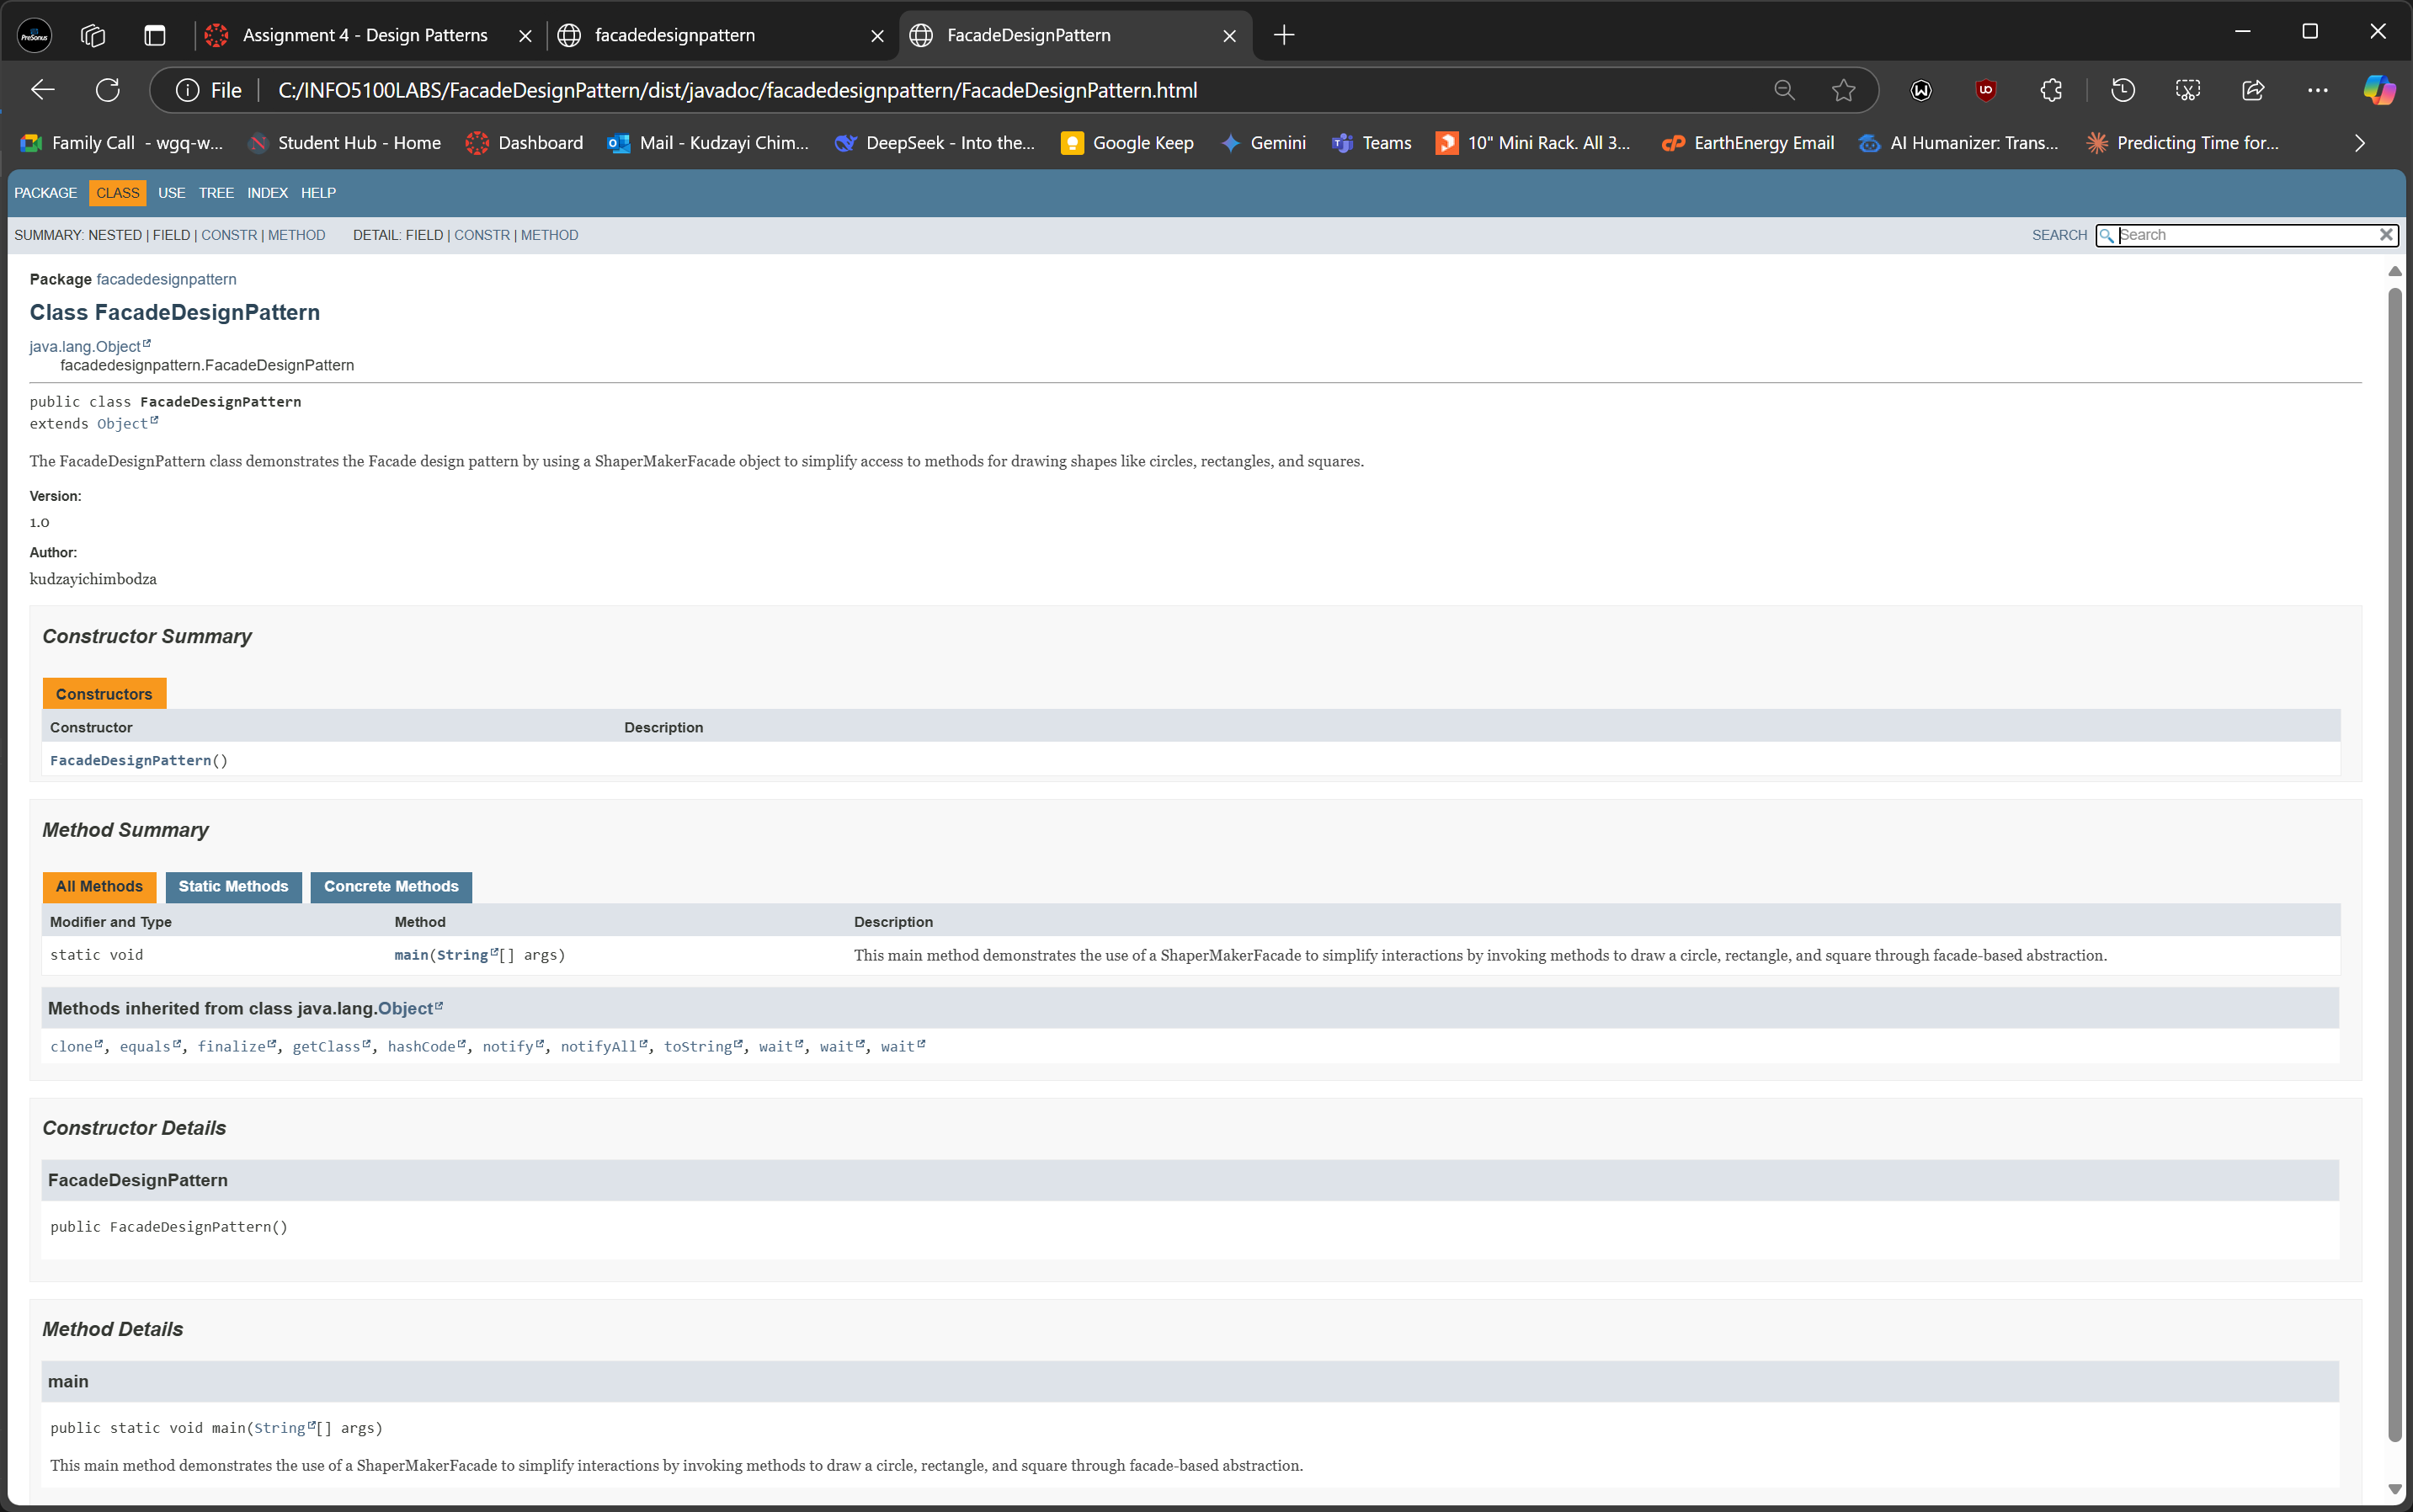 PreSonus
Assignment 4 - Design Patterns
facadedesignpattern
FacadeDesignPattern
File
C:/INFO5100LABS/FacadeDesignPattern/dist/javadoc/facadedesignpattern/FacadeDesignPattern.html
Family Call - wgq-w...
Student Hub - Home
Dashboard
Mail - Kudzayi Chim...
DeepSeek - Into the...
Google Keep
Gemini
Teams
10" Mini Rack. All 3...
EarthEnergy Email
AI Humanizer: Trans...
Predicting Time for...
PACKAGE CLASS USE TREE INDEX HELP
SUMMARY: NESTED | FIELD | CONSTR | METHOD DETAIL: FIELD | CONSTR | METHOD
SEARCH Search
Package facadedesignpattern
Class FacadeDesignPattern
java.lang.Object
facadedesignpattern.FacadeDesignPattern
public class FacadeDesignPattern
extends Object
The FacadeDesignPattern class demonstrates the Facade design pattern by using a ShaperMakerFacade object to simplify access to methods for drawing shapes like circles, rectangles, and squares.
Version:
1.0
Author:
kudzayichimbodza
Constructor Summary
Constructors
Constructor Description
FacadeDesignPattern()
Method Summary
All Methods Static Methods Concrete Methods
Modifier and Type Method Description
static void main(String[] args) This main method demonstrates the use of a ShaperMakerFacade to simplify interactions by invoking methods to draw a circle, rectangle, and square through facade-based abstraction.
Methods inherited from class java.lang.Object
clone, equals, finalize, getClass, hashCode, notify, notifyAll, toString, wait, wait, wait
Constructor Details
FacadeDesignPattern
public FacadeDesignPattern()
Method Details
main
public static void main(String[] args)
This main method demonstrates the use of a ShaperMakerFacade to simplify interactions by invoking methods to draw a circle, rectangle, and square through facade-based abstraction.